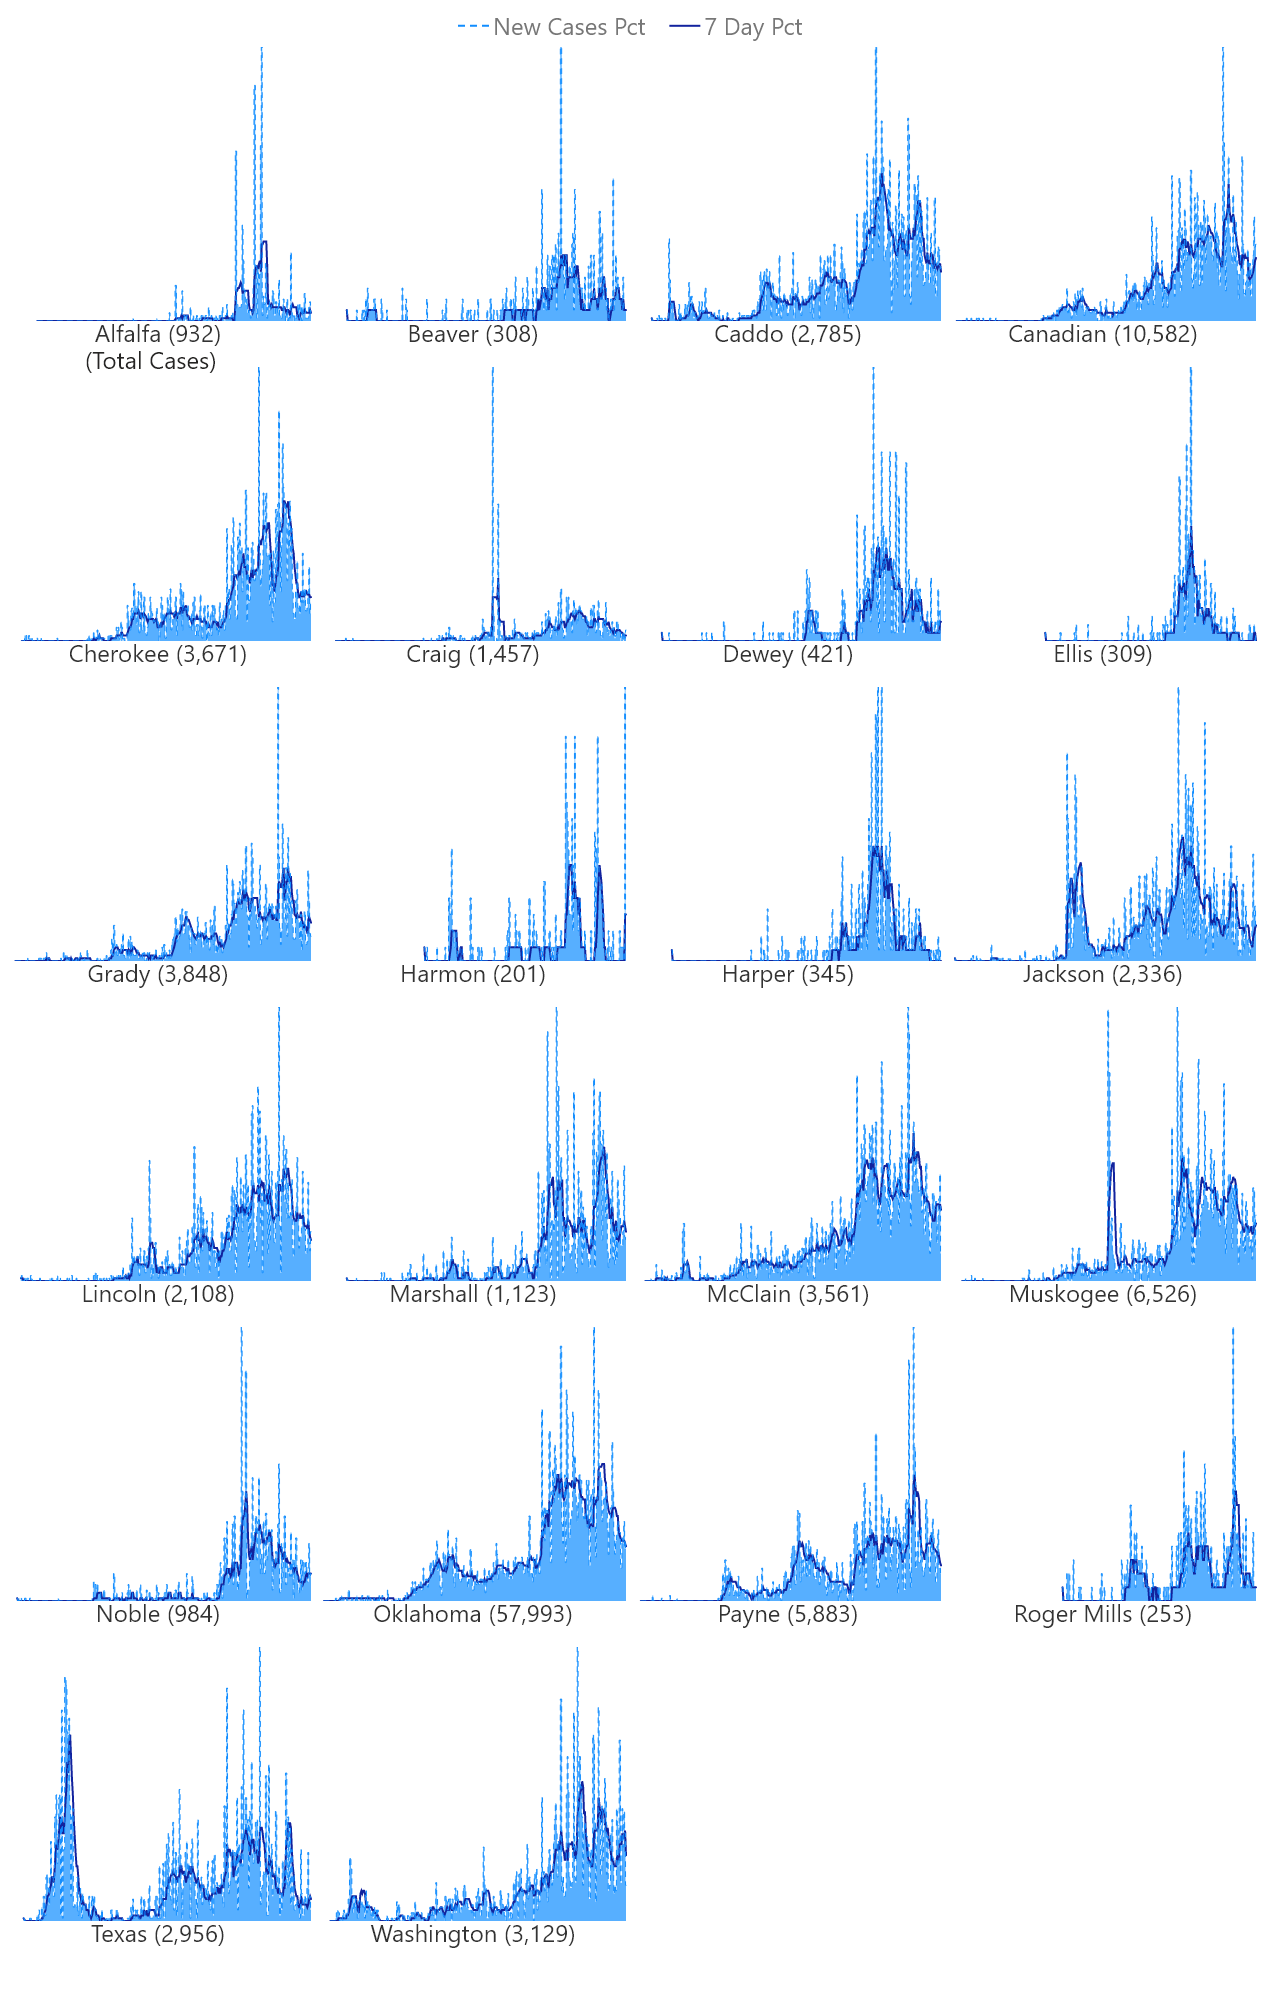 New Cases Pct 7 Day Pct
Alfalfa (932)
(Total Cases)
Beaver (308)
Caddo (2,785)
Canadian (10,582)
Cherokee (3,671)
Craig (1,457)
Dewey (421)
Ellis (309)
Grady (3,848)
Harmon (201)
Harper (345)
Jackson (2,336)
Lincoln (2,108)
Marshall (1,123)
McClain (3,561)
Muskogee (6,526)
Noble (984)
Oklahoma (57,993)
Payne (5,883)
Roger Mills (253)
Texas (2,956)
Washington (3,129)